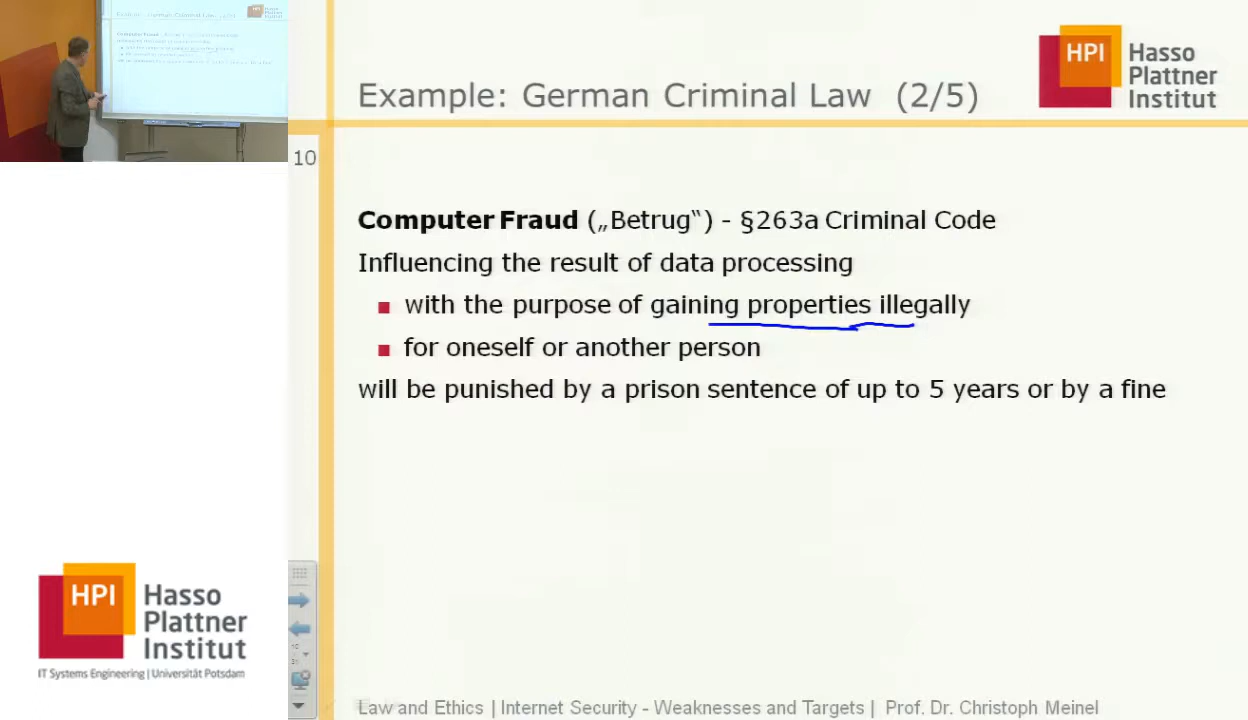 Example: German Criminal Law (2/5)
HPI Hasso
Plattner
Institut
10
Computer Fraud („Betrug“) - §263a Criminal Code
Influencing the result of data processing
with the purpose of gaining properties illegally
for oneself or another person
will be punished by a prison sentence of up to 5 years or by a fine
HPI Hasso
Plattner
Institut
IT Systems Engineering | Universität Potsdam
Law and Ethics | Internet Security - Weaknesses and Targets | Prof. Dr. Christoph Meinel